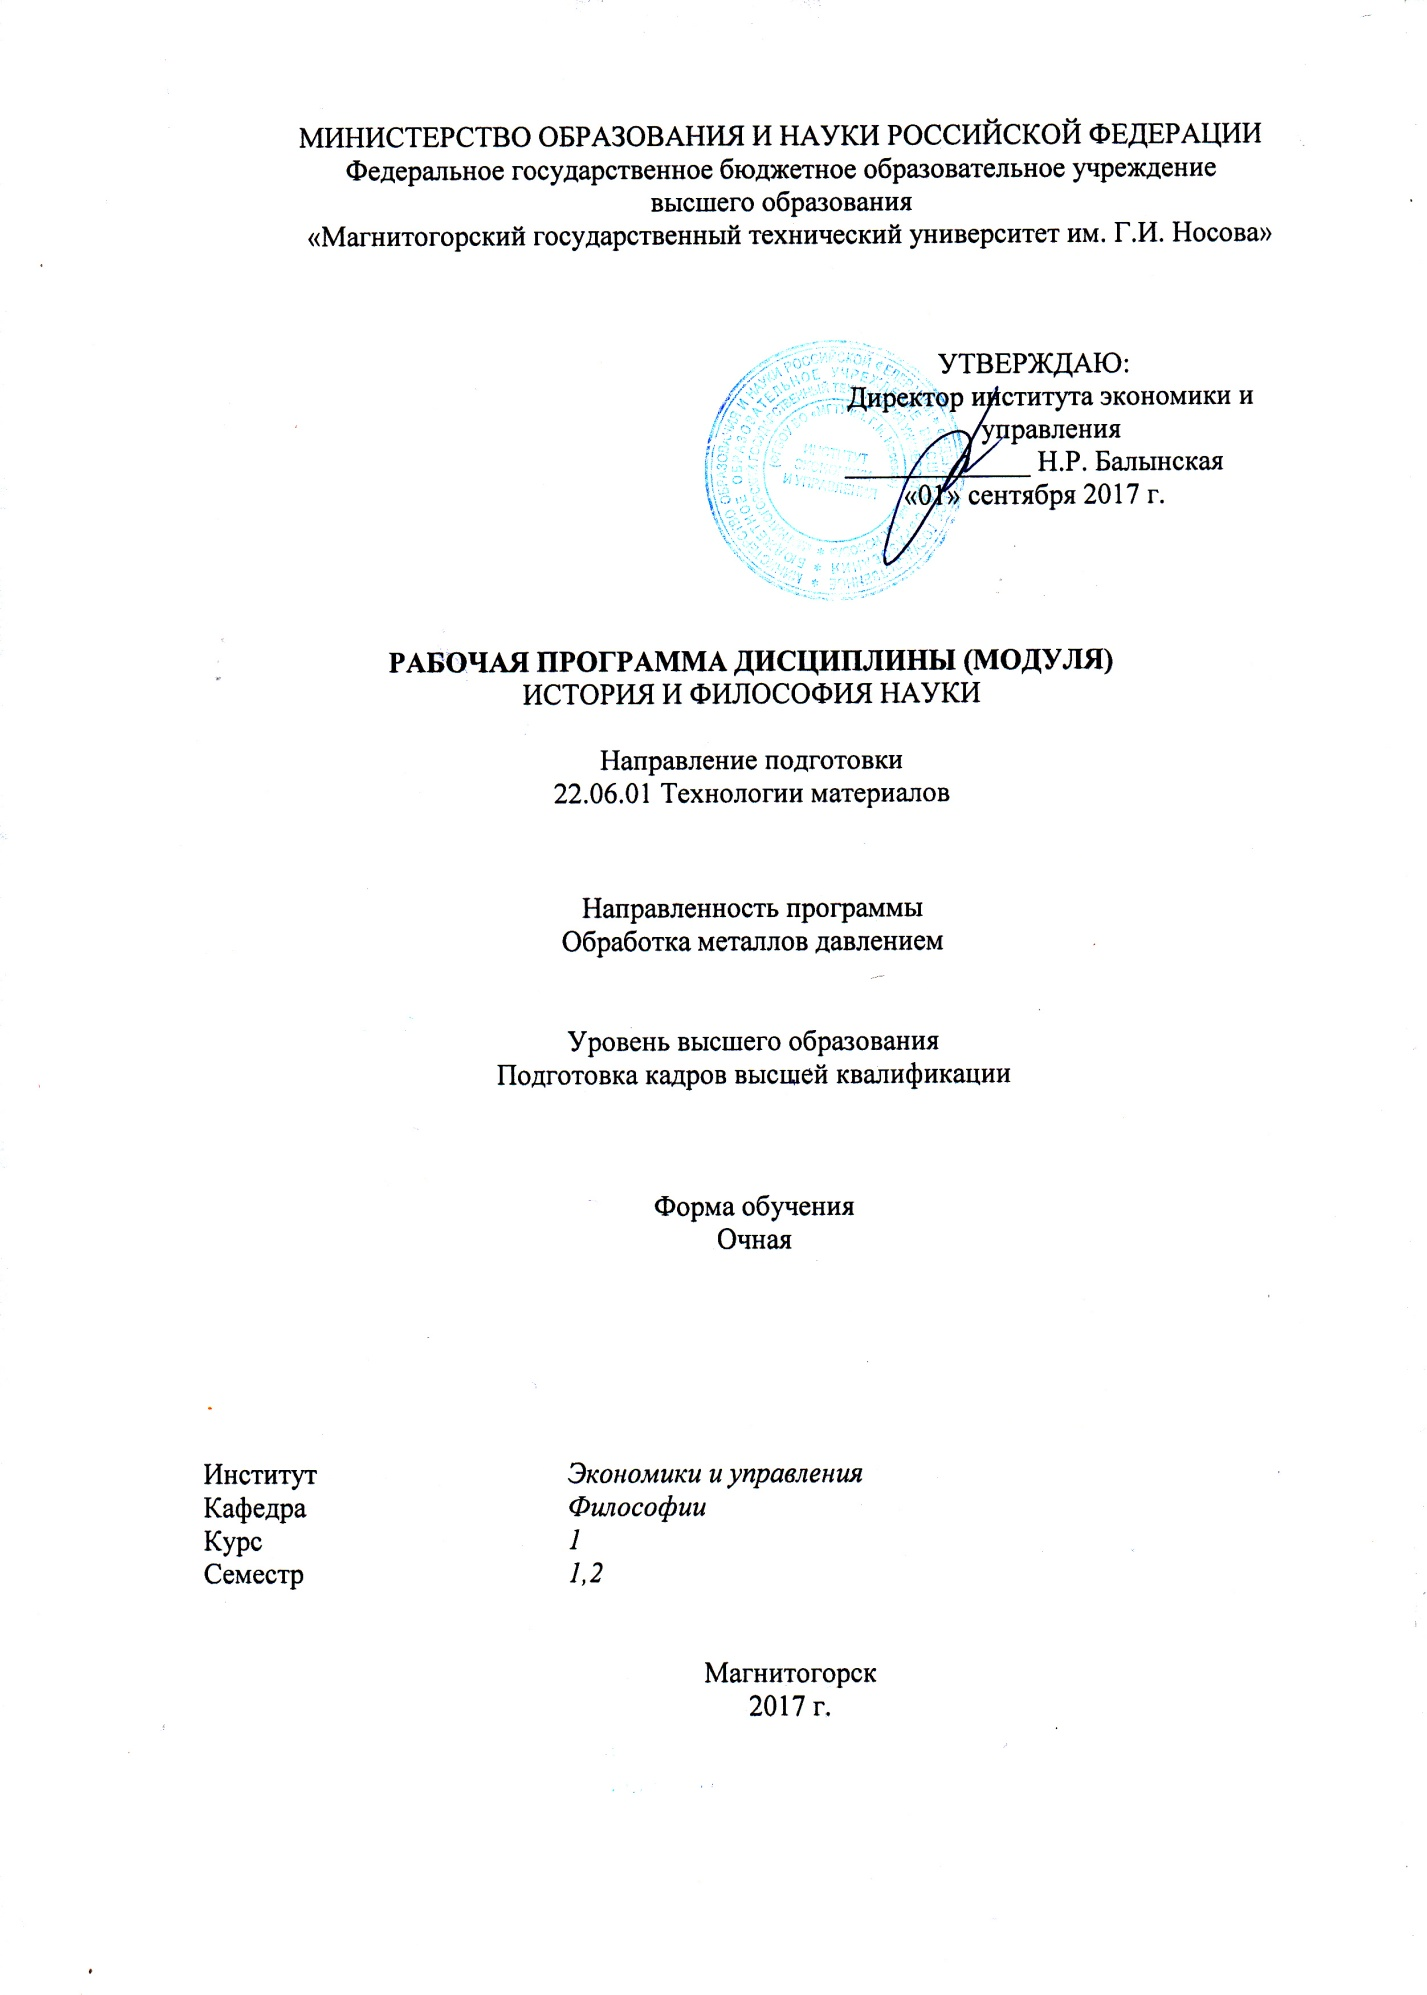 МИНИСТЕРСТВО ОБРАЗОВАНИЯ И НАУКИ РОССИЙСКОЙ ФЕДЕРАЦИИ
Федеральное государственное бюджетное образовательное учреждение
высшего образования
«Магнитогорский государственный технический университет им. Г.И. Носова»
УТВЕРЖДАЮ:
Директор института экономики и
управления
Н.Р. Балынская
«01» сентября 2017 г.
ИНСТИТУТ
И УПРАВЛЕНИЯ
РАБОЧАЯ ПРОГРАММА ДИСЦИПЛИНЫ (МОДУЛЯ)
ИСТОРИЯ И ФИЛОСОФИЯ НАУКИ
Направление подготовки
22.06.01 Технологии материалов
Направленность программы
Обработка металлов давлением
Уровень высшего образования
Подготовка кадров высшей квалификации
Форма обучения
Очная
Институт Экономики и управления
Кафедра Философии
Курс 1
Семестр 1,2
Магнитогорск
2017 г.